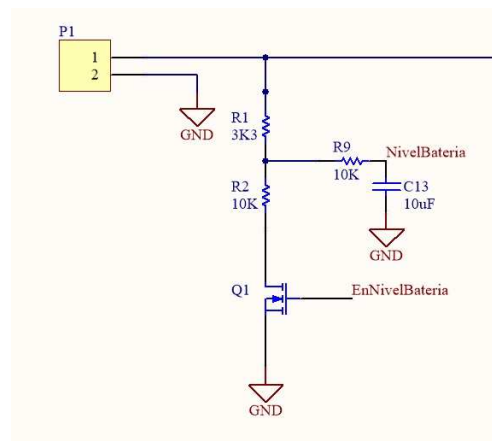 P1
1
2
GND
R1
3K3
R9
10K
NivelBateria
C13
10uF
GND
R2
10K
Q1
EnNivelBateria
GND